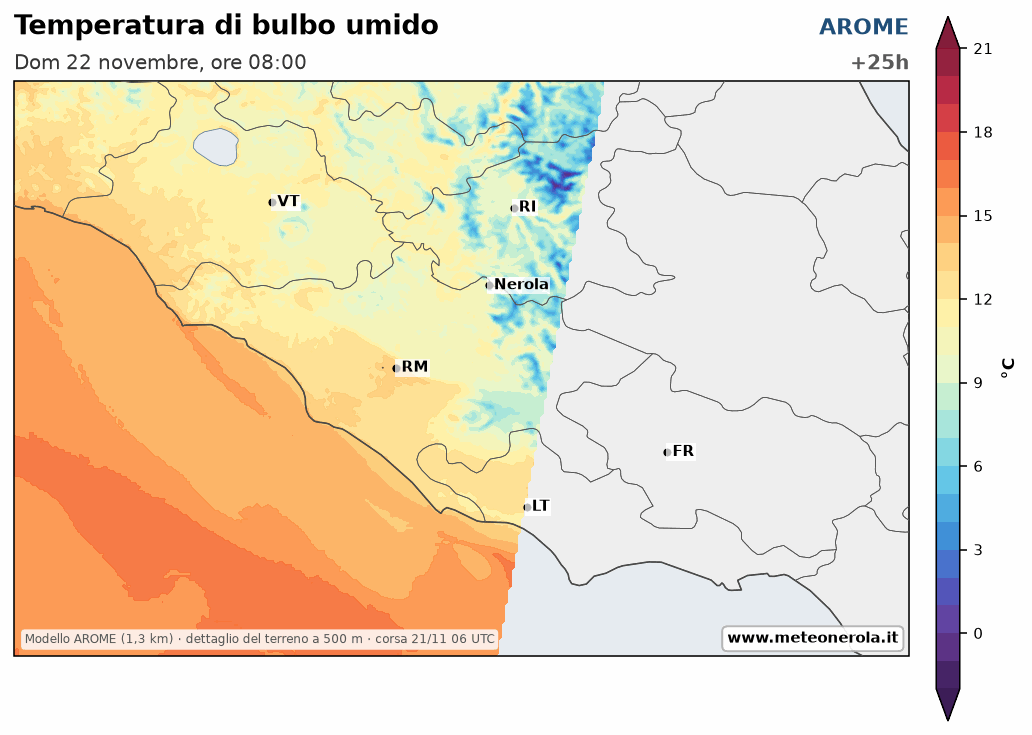 Temperatura di bulbo umido
AROME
Dom 22 novembre, ore 08:00
+25h
VT
RI
Nerola
RM
FR
LT
21
18
15
12
9
6
3
0
°C
Modello AROME (1,3 km) · dettaglio del terreno a 500 m · corsa 21/11 06 UTC
www.meteonerola.it